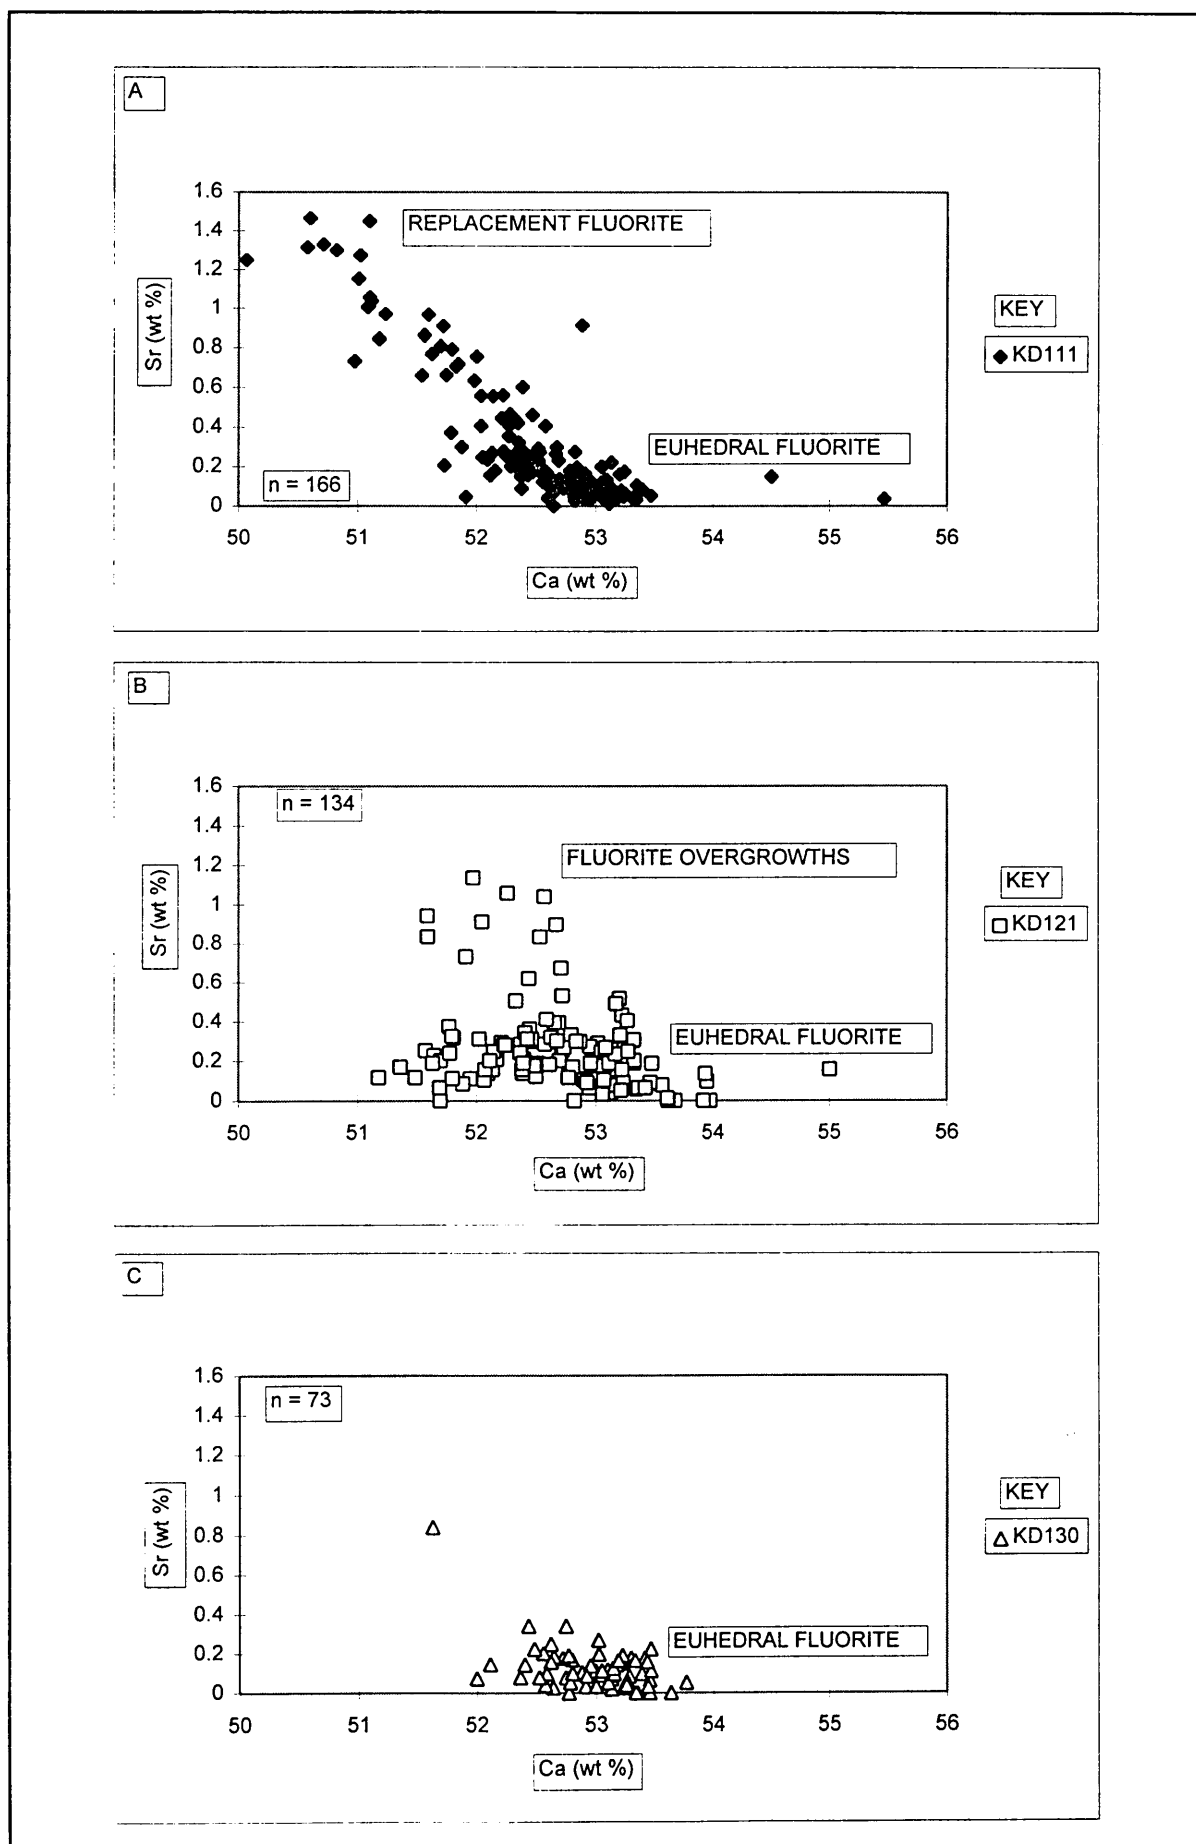 A
1.6
1.4
1.2
1
0.8
0.6
0.4
0.2
0
Sr (wt %)
REPLACEMENT FLUORITE
EUHEDRAL FLUORITE
n = 166
50 51 52 53 54 55 56
Ca (wt %)
KEY
KD111
B
1.6
1.4
1.2
1
0.8
0.6
0.4
0.2
0
Sr (wt %)
n = 134
FLUORITE OVERGROWTHS
EUHEDRAL FLUORITE
50 51 52 53 54 55 56
Ca (wt %)
KEY
KD121
C
1.6
1.4
1.2
1
0.8
0.6
0.4
0.2
0
Sr (wt %)
n = 73
EUHEDRAL FLUORITE
50 51 52 53 54 55 56
Ca (wt %)
KEY
KD130